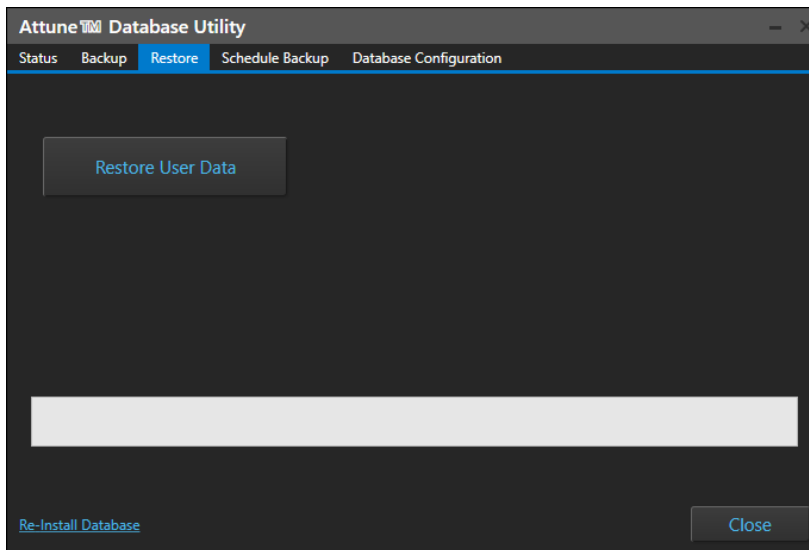 Attune™ Database Utility
Status Backup Restore Schedule Backup Database Configuration
Restore User Data
Re-Install Database Close